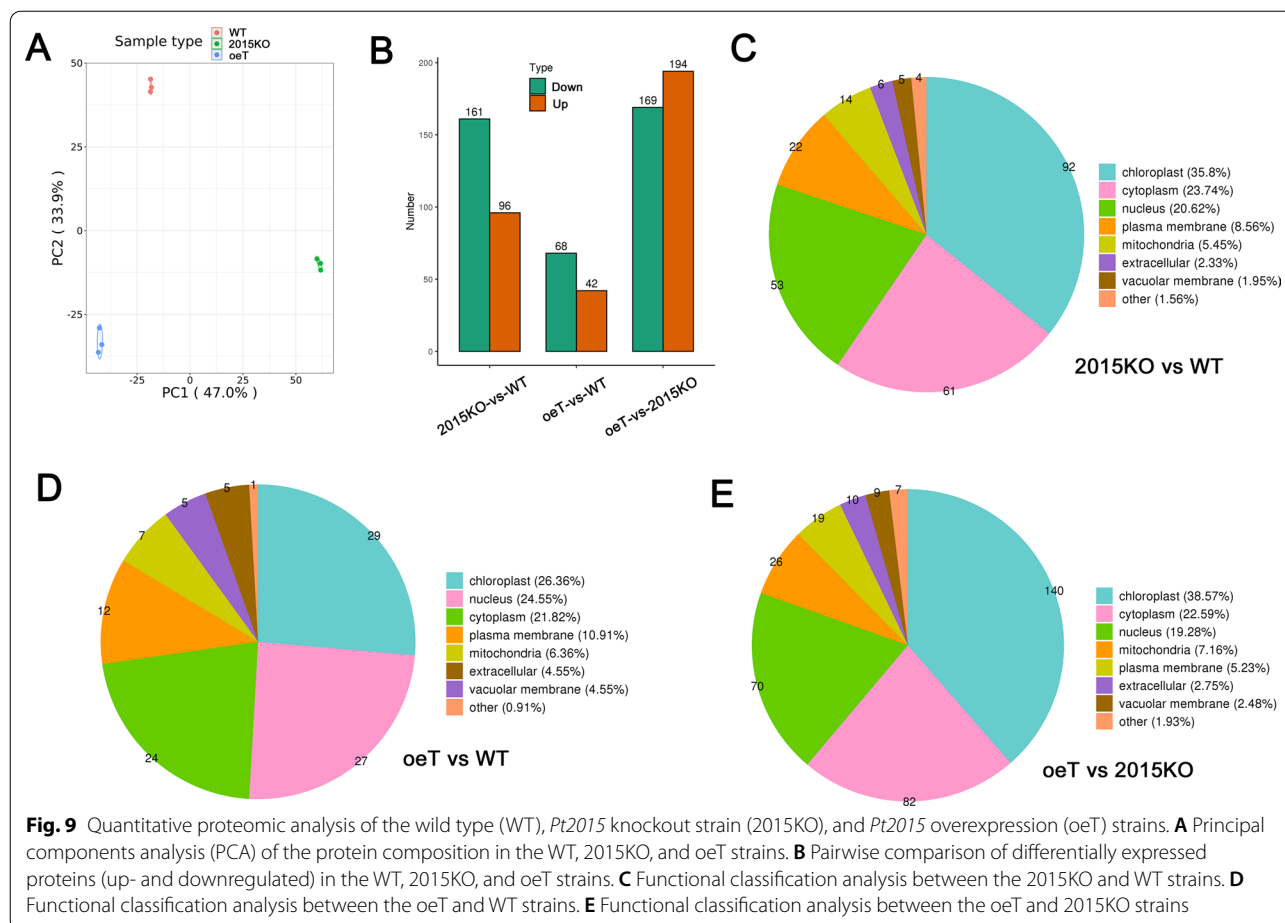 A
Sample type
WT
2015KO
oeT
50
25
0
-25
PC2 ( 33.9% )
-25
0
25
50
PC1 ( 47.0% )
B
Type
Down
Up
200
150
100
50
0
Number
161
96
68
42
169
194
2015KO-vs-WT
oeT-vs-WT
oeT-vs-2015KO
C
4
5
6
14
22
53
61
92
chloroplast (35.8%)
cytoplasm (23.74%)
nucleus (20.62%)
plasma membrane (8.56%)
mitochondria (5.45%)
extracellular (2.33%)
vacuolar membrane (1.95%)
other (1.56%)
2015KO vs WT
D
1
5
5
7
12
24
27
29
chloroplast (26.36%)
nucleus (24.55%)
cytoplasm (21.82%)
plasma membrane (10.91%)
mitochondria (6.36%)
extracellular (4.55%)
vacuolar membrane (4.55%)
other (0.91%)
oeT vs WT
E
7
9
10
19
26
70
82
140
chloroplast (38.57%)
cytoplasm (22.59%)
nucleus (19.28%)
mitochondria (7.16%)
plasma membrane (5.23%)
extracellular (2.75%)
vacuolar membrane (2.48%)
other (1.93%)
oeT vs 2015KO
Fig. 9 Quantitative proteomic analysis of the wild type (WT), Pt2015 knockout strain (2015KO), and Pt2015 overexpression (oeT) strains. A Principal
components analysis (PCA) of the protein composition in the WT, 2015KO, and oeT strains. B Pairwise comparison of differentially expressed
proteins (up- and downregulated) in the WT, 2015KO, and oeT strains. C Functional classification analysis between the 2015KO and WT strains. D
Functional classification analysis between the oeT and WT strains. E Functional classification analysis between the oeT and 2015KO strains